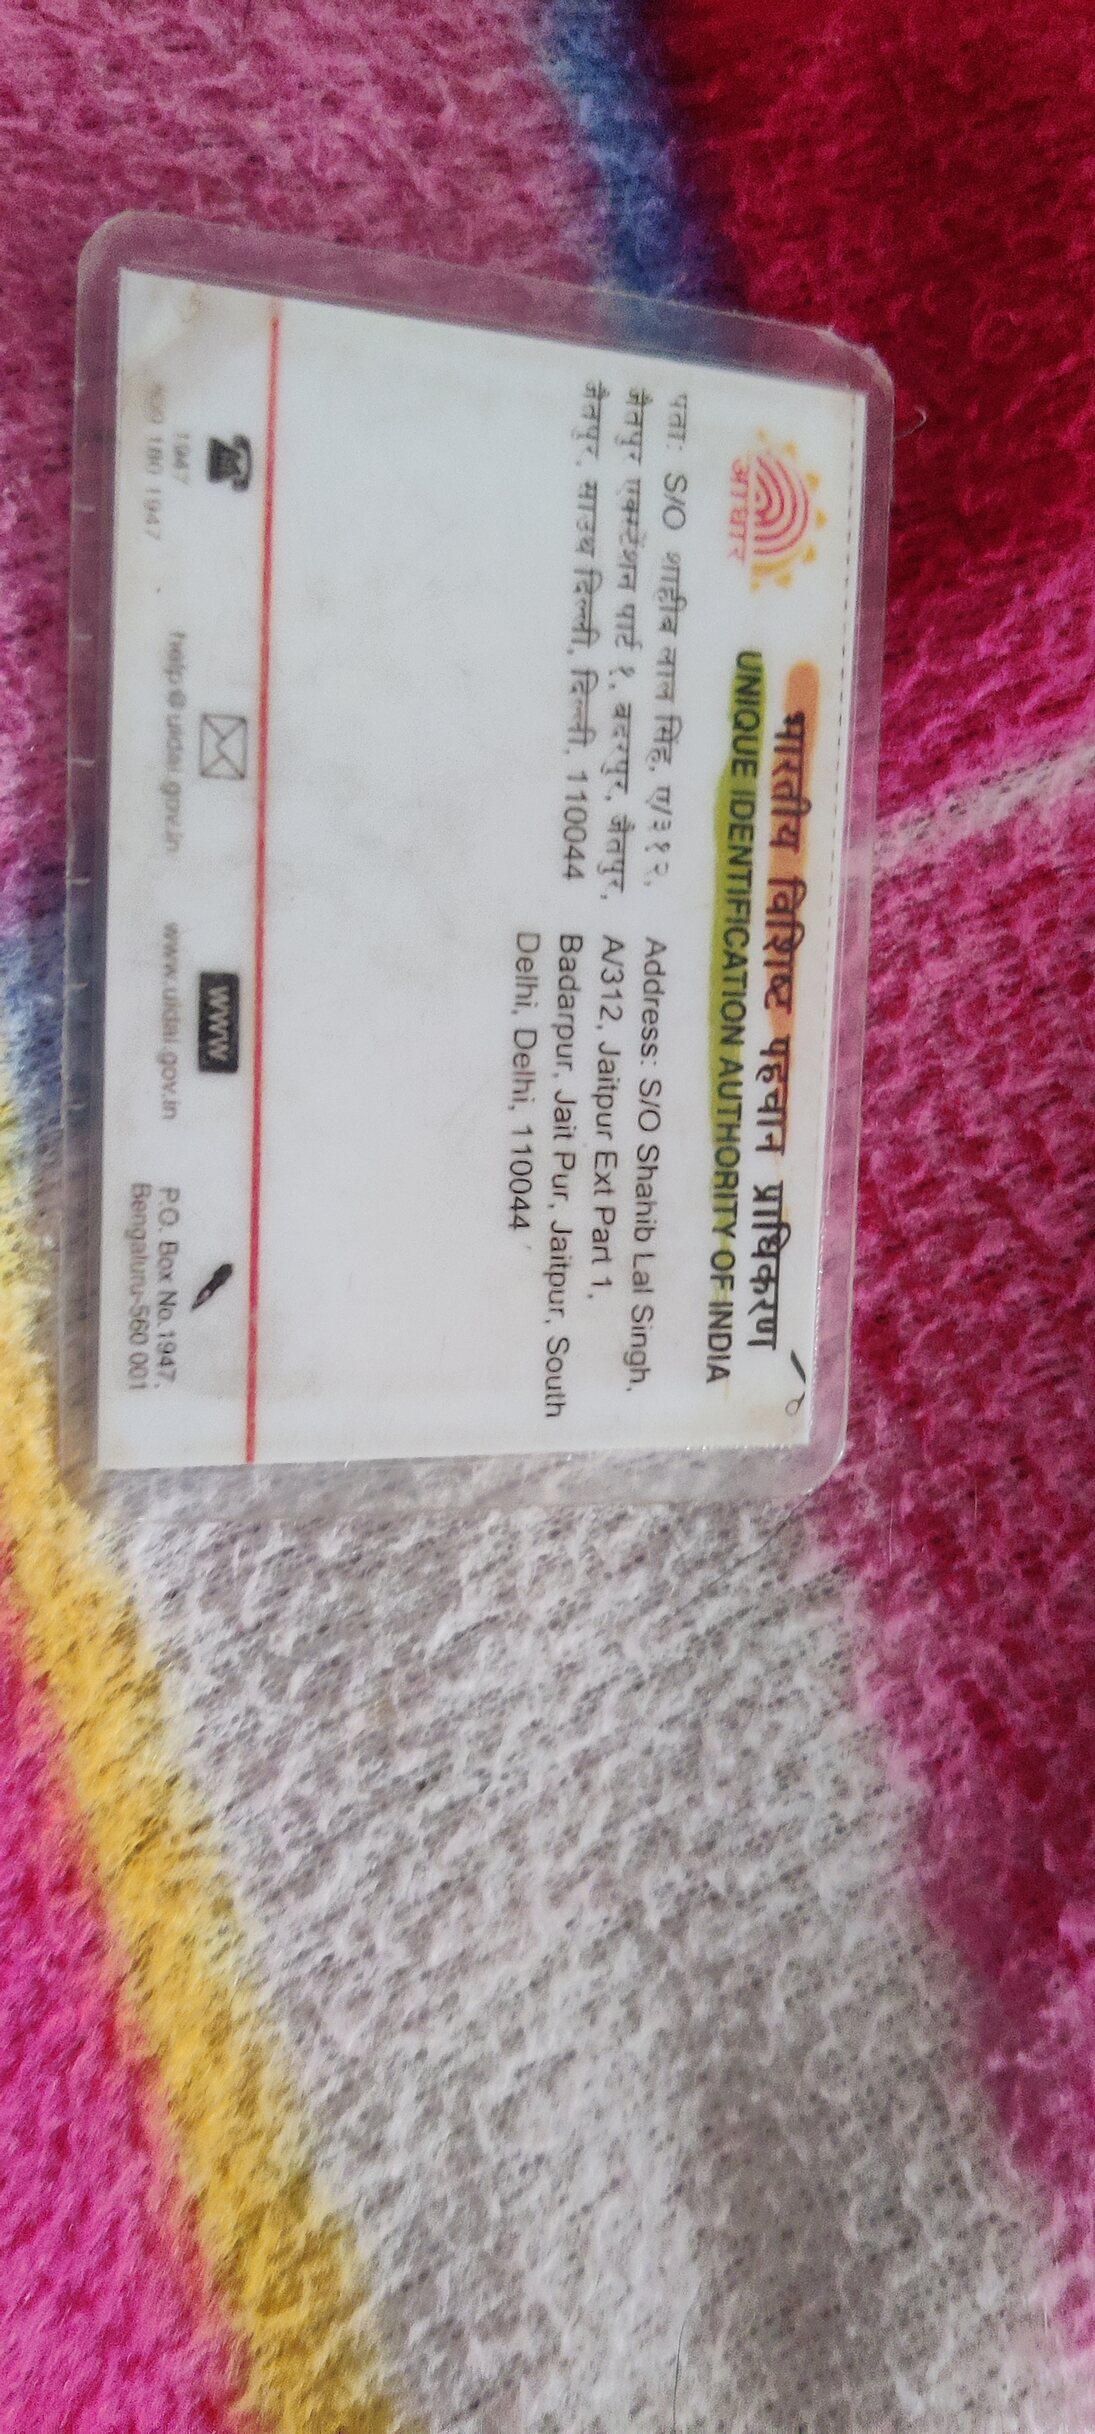 भारतीय विशिष्ट पहचान प्राधिकरण
UNIQUE IDENTIFICATION AUTHORITY OF INDIA
आधार
पता: S/O शाहीब लाल सिंह, ए/३१२,
जैतपुर एक्स्टेंशन पार्ट १, बदरपुर, जैतपुर,
जैतपुर, साउथ दिल्ली, दिल्ली, 110044
Address: S/O Shahib Lal Singh,
A/312, Jaitpur Ext Part 1,
Badarpur, Jait Pur, Jaitpur, South
Delhi, Delhi, 110044
1947
180 1947
help@uidai.gov.in
WWW
www.uidai.gov.in
P.O. Box No.1947,
Bengaluru-560 001